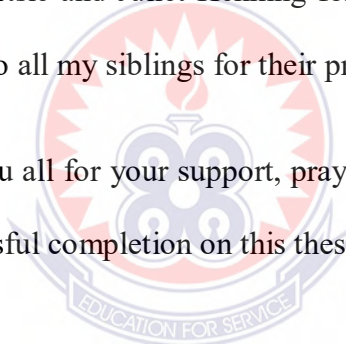 o all my siblings for their pr
u all for your support, pray
sful completion on this thes
EDUCATION FOR SERVICE